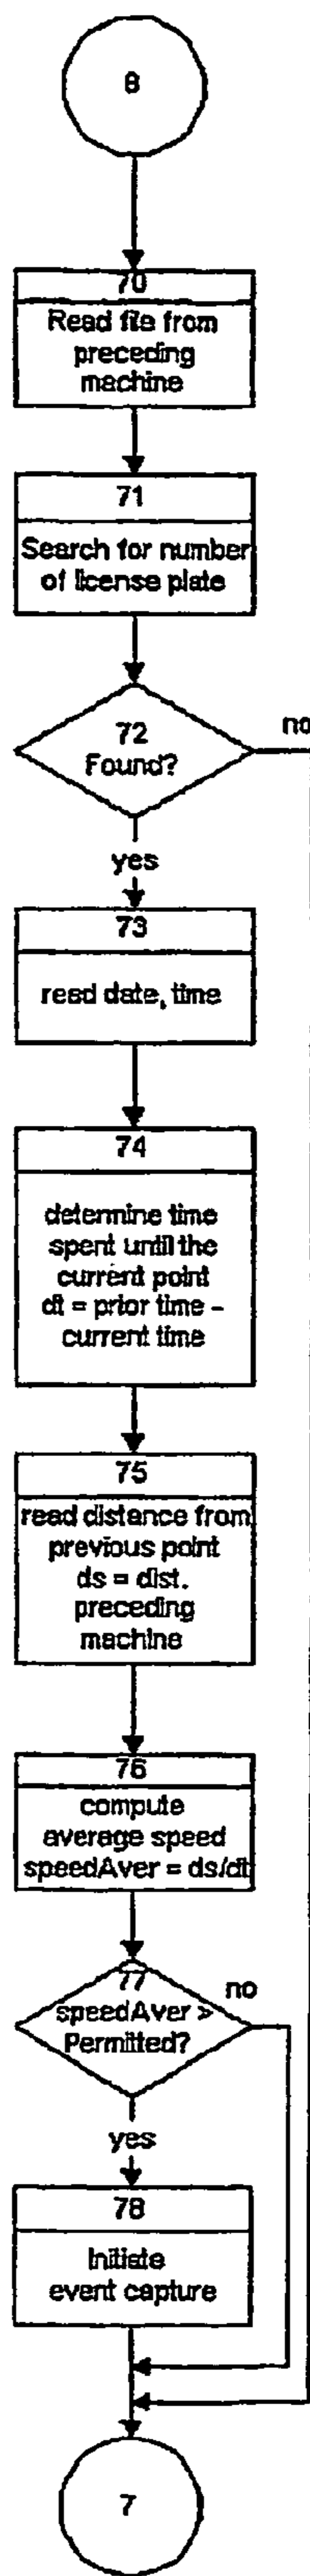 8
70
Read file from
preceding
machine
71
Search for number
of license plate
72
Found?
no
yes
73
read date, time
74
determine time
spent until the
current point
dt = prior time -
current time
75
read distance from
previous point
ds = dist.
preceding
machine
76
compute
average speed
speedAver = ds/dt
77
speedAver >
Permitted?
no
yes
78
Initiate
event capture
7